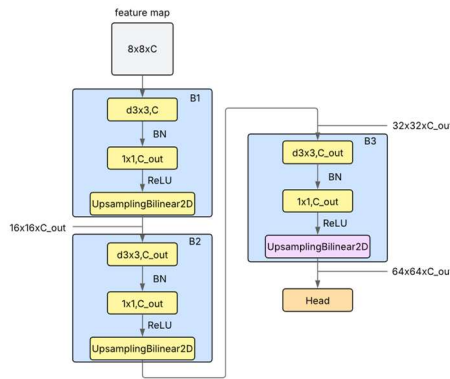 feature map
8x8xC
B1
d3x3,C
BN
1x1,C_out
ReLU
UpsamplingBilinear2D
16x16xC_out
B2
d3x3,C_out
BN
1x1,C_out
ReLU
UpsamplingBilinear2D
32x32xC_out
B3
d3x3,C_out
BN
1x1,C_out
ReLU
UpsamplingBilinear2D
64x64xC_out
Head